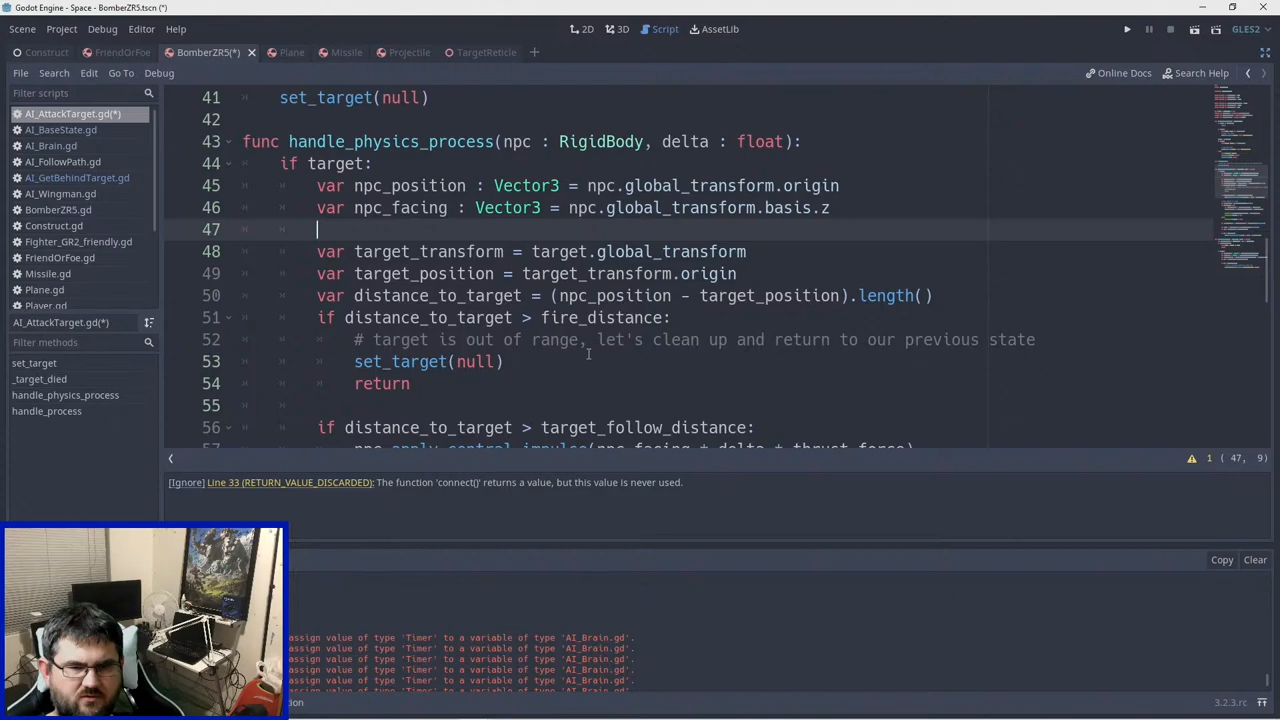 Godot Engine - Space - BomberZR5.tscn (*)
Scene Project Debug Editor Help
2D 3D Script AssetLib
GLES2
Construct FriendOrFoe BomberZR5(*) Plane Missile Projectile TargetReticle
File Search Edit Go To Debug
Online Docs Search Help
Filter scripts
AI_AttackTarget.gd(*)
AI_BaseState.gd
AI_Brain.gd
AI_FollowPath.gd
AI_GetBehindTarget.gd
AI_Wingman.gd
BomberZR5.gd
Construct.gd
Fighter_GR2_friendly.gd
FriendOrFoe.gd
Missile.gd
Plane.gd
Player.gd
AI_AttackTarget.gd(*)
Filter methods
set_target
_target_died
handle_physics_process
handle_process
41 set_target(null)
42
43 func handle_physics_process(npc : RigidBody, delta : float):
44 if target:
45 var npc_position : Vector3 = npc.global_transform.origin
46 var npc_facing : Vector3 = npc.global_transform.basis.z
47
48 var target_transform = target.global_transform
49 var target_position = target_transform.origin
50 var distance_to_target = (npc_position - target_position).length()
51 if distance_to_target > fire_distance:
52 # target is out of range, let's clean up and return to our previous state
53 set_target(null)
54 return
55
56 if distance_to_target > target_follow_distance:
57 npc.apply_central_impulse(npc_facing * delta * thrust_force)
1 ( 47, 9)
[Ignore] Line 33 (RETURN_VALUE_DISCARDED): The function 'connect()' returns a value, but this value is never used.
Copy Clear
assign value of type 'Timer' to a variable of type 'AI_Brain.gd'.
assign value of type 'Timer' to a variable of type 'AI_Brain.gd'.
assign value of type 'Timer' to a variable of type 'AI_Brain.gd'.
assign value of type 'Timer' to a variable of type 'AI_Brain.gd'.
assign value of type 'Timer' to a variable of type 'AI_Brain.gd'.
3.2.3.rc